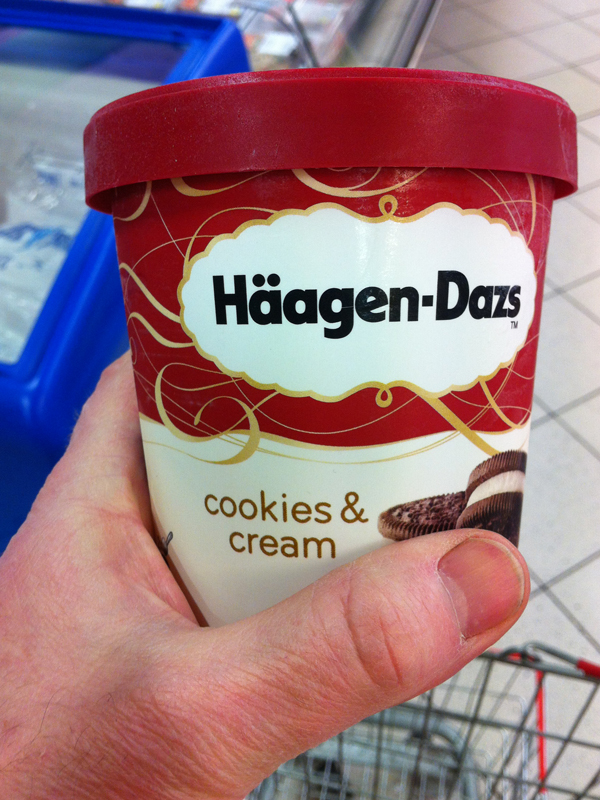 Häagen-Dazs
TM
cookies &
cream